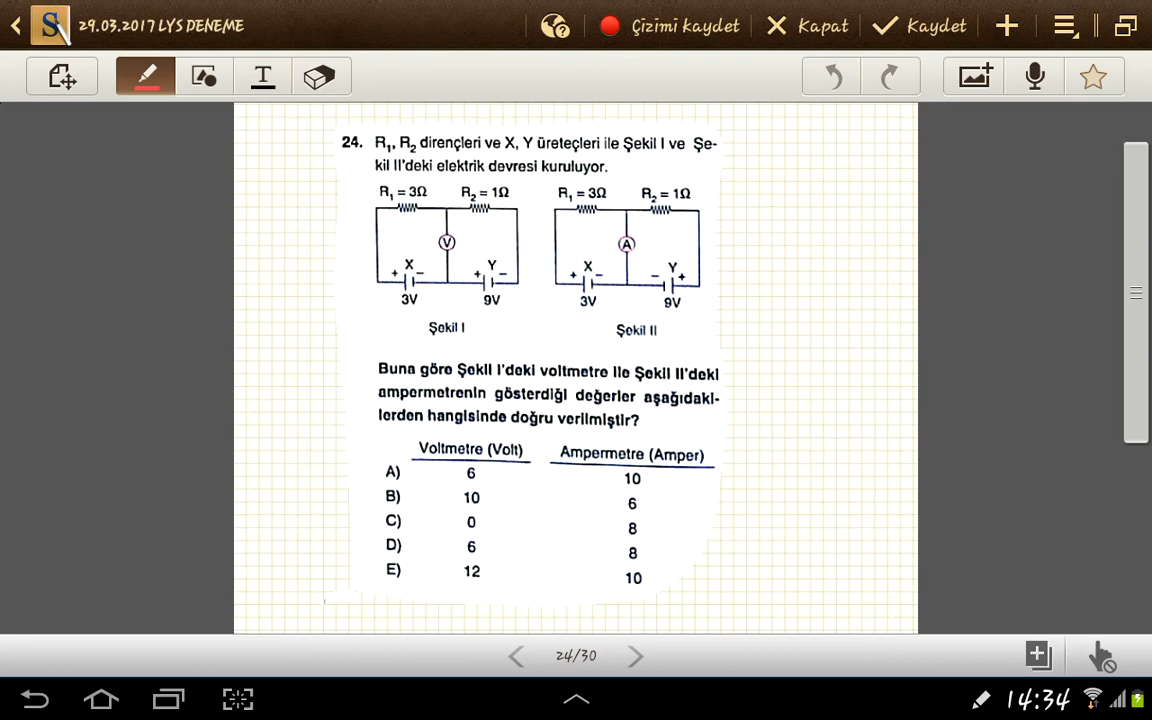 29.03.2017 LYS DENEME
Çizimi kaydet
Kapat
Kaydet
T
24. R₁, R₂ dirençleri ve X, Y üreteçleri ile Şekil I ve Şe-
kil II'deki elektrik devresi kuruluyor.
R₁ = 3Ω R₂ = 1Ω
V
X Y
+ − + −
3V 9V
Şekil I
R₁ = 3Ω R₂ = 1Ω
A
X Y
+ − − +
3V 9V
Şekil II
Buna göre Şekil I'deki voltmetre ile Şekil II'deki
ampermetrenin gösterdiği değerler aşağıdaki-
lerden hangisinde doğru verilmiştir?
Voltmetre (Volt) Ampermetre (Amper)
A) 6 10
B) 10 6
C) 0 8
D) 6 8
E) 12 10
24/30
14:34